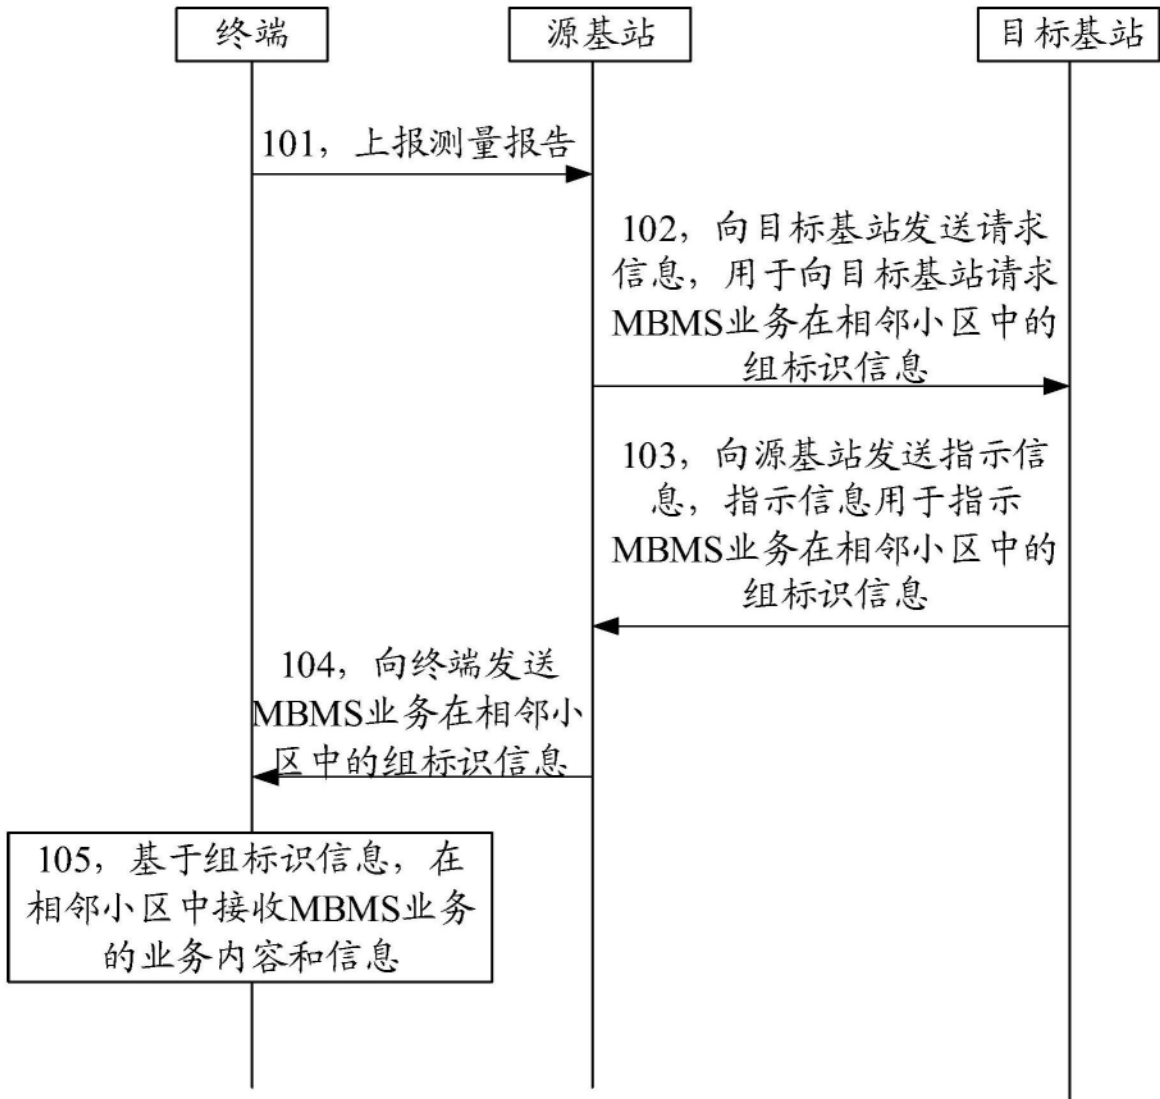 终端
源基站
目标基站
101，上报测量报告
102，向目标基站发送请求
信息，用于向目标基站请求
MBMS业务在相邻小区中的
组标识信息
103，向源基站发送指示信
息，指示信息用于指示
MBMS业务在相邻小区中的
组标识信息
104，向终端发送
MBMS业务在相邻小
区中的组标识信息
105，基于组标识信息，在
相邻小区中接收MBMS业务
的业务内容和信息